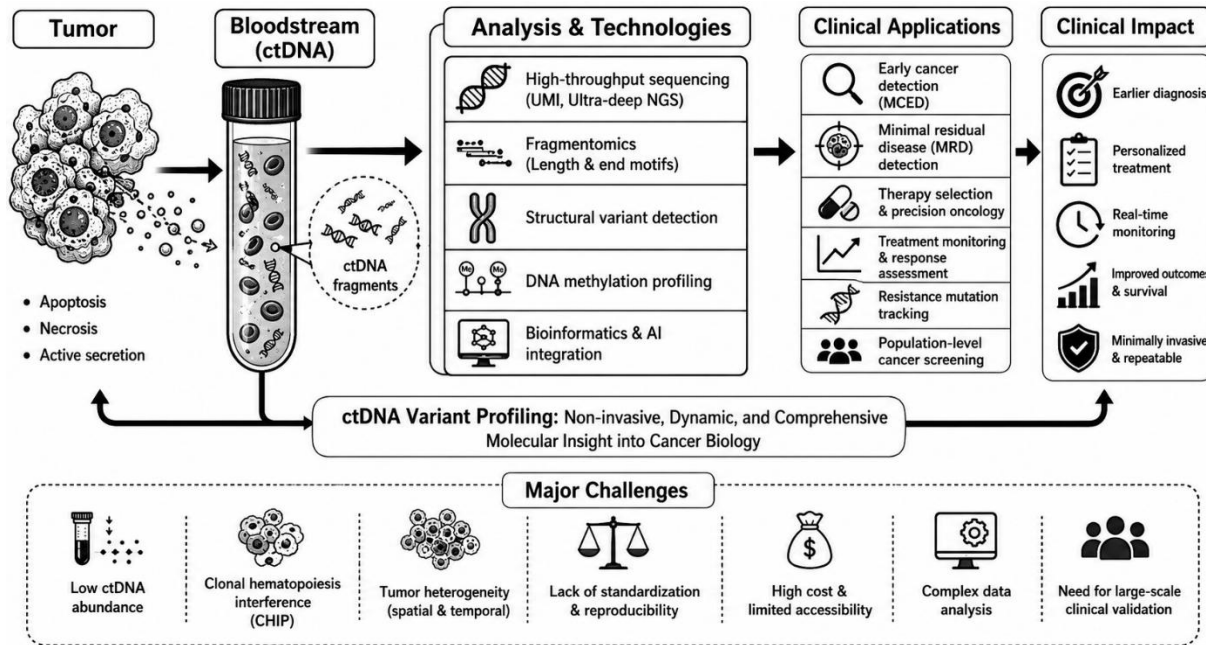 Tumor
Bloodstream
(ctDNA)
Analysis & Technologies
Clinical Applications
Clinical Impact
• Apoptosis
• Necrosis
• Active secretion
ctDNA
fragments
High-throughput sequencing
(UMI, Ultra-deep NGS)
Fragmentomics
(Length & end motifs)
Structural variant detection
Me
Me
DNA methylation profiling
Bioinformatics & AI
integration
Early cancer
detection
(MCED)
Minimal residual
disease (MRD)
detection
Therapy selection
& precision oncology
Treatment monitoring
& response
assessment
Resistance mutation
tracking
Population-level
cancer screening
Earlier diagnosis
Personalized
treatment
Real-time
monitoring
Improved outcomes
& survival
Minimally invasive
& repeatable
ctDNA Variant Profiling: Non-invasive, Dynamic, and Comprehensive
Molecular Insight into Cancer Biology
Major Challenges
Low ctDNA
abundance
Clonal hematopoiesis
interference
(CHIP)
Tumor heterogeneity
(spatial & temporal)
Lack of standardization
& reproducibility
$
High cost &
limited accessibility
Complex data
analysis
Need for large-scale
clinical validation